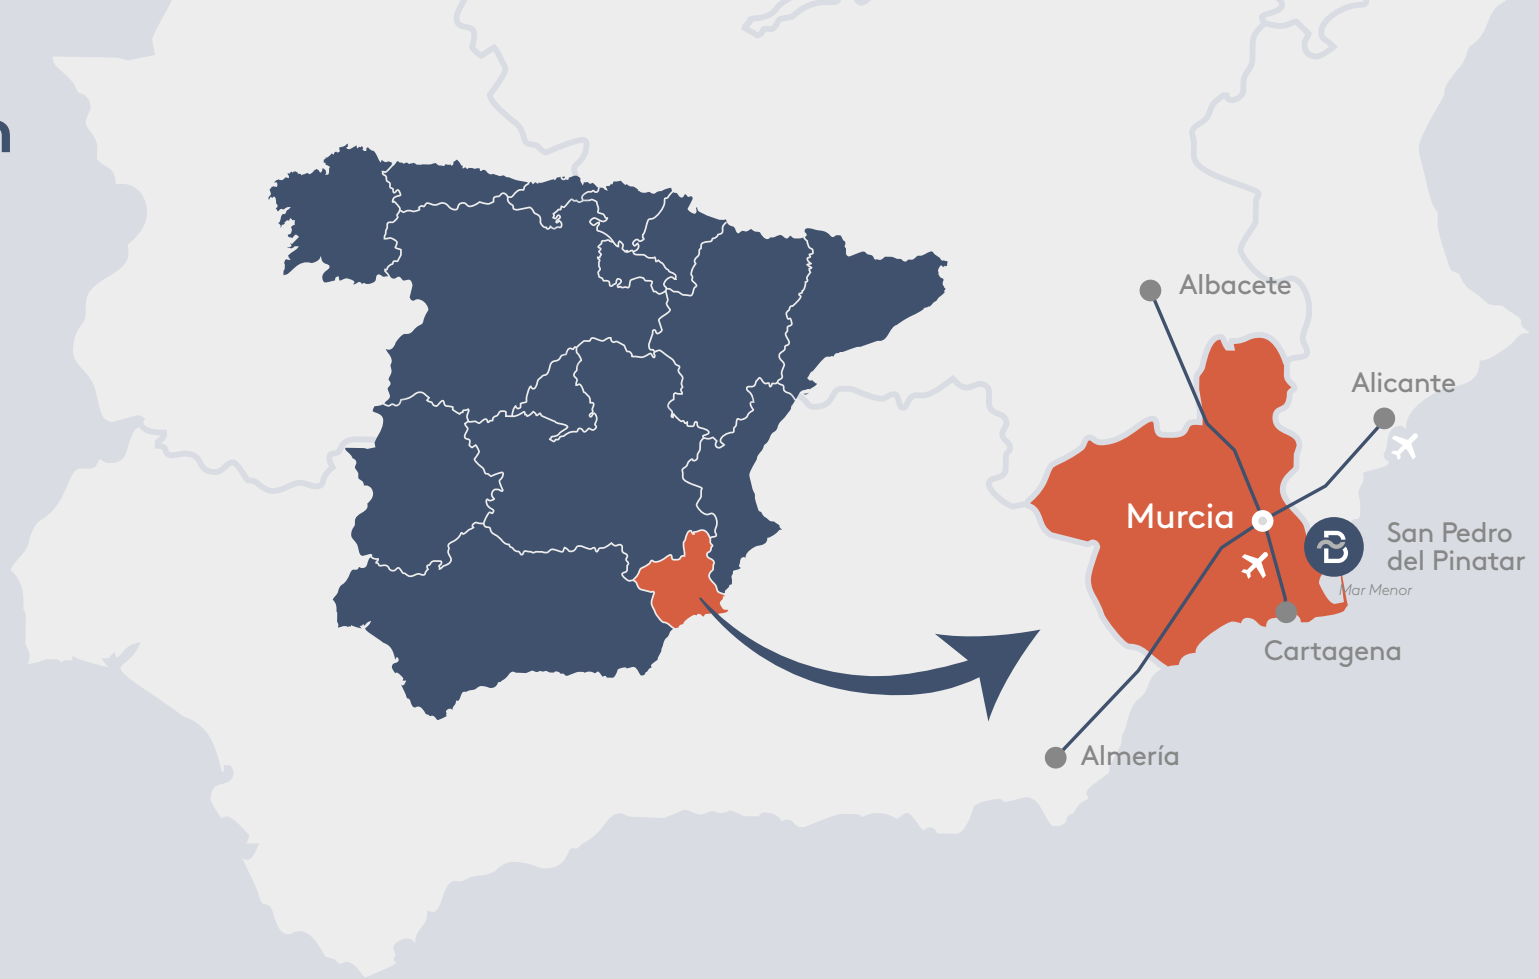 Albacete
Alicante
Murcia
San Pedro
del Pinatar
B
Mar Menor
Cartagena
Almería